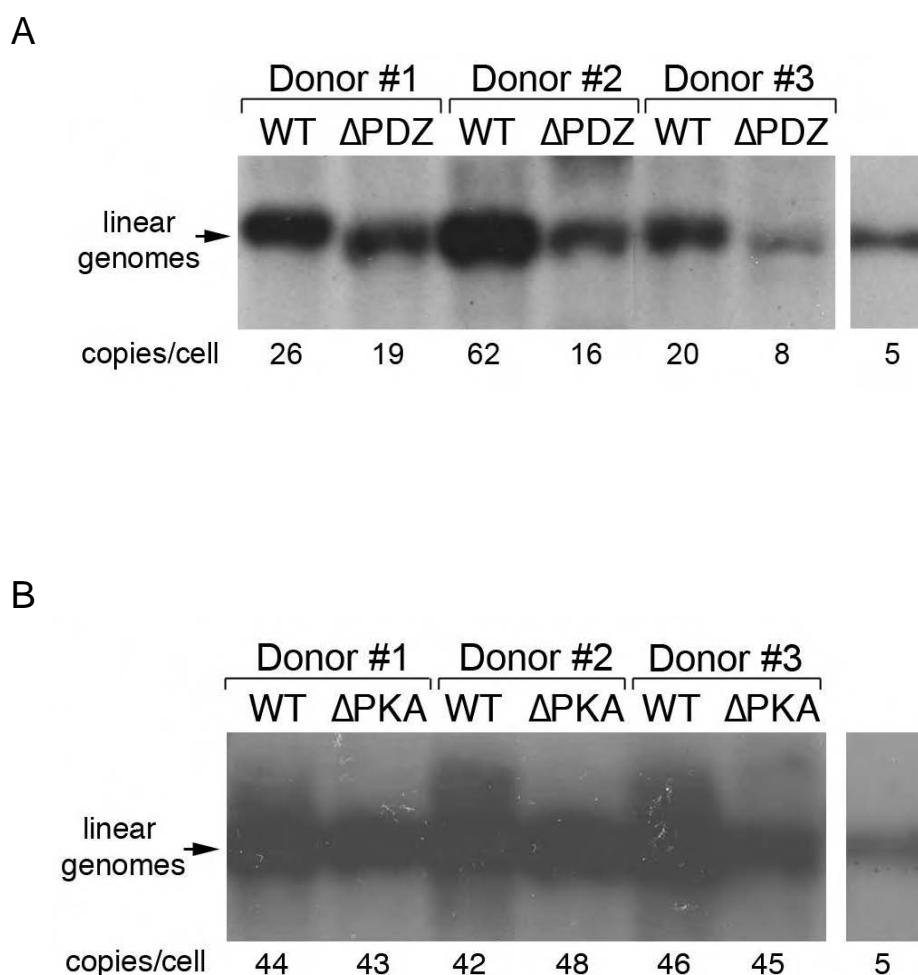 A
Donor #1 Donor #2 Donor #3
WT ΔPDZ WT ΔPDZ WT ΔPDZ
linear
genomes
copies/cell 26 19 62 16 20 8 5
B
Donor #1 Donor #2 Donor #3
WT ΔPKA WT ΔPKA WT ΔPKA
linear
genomes
copies/cell 44 43 42 48 46 45 5